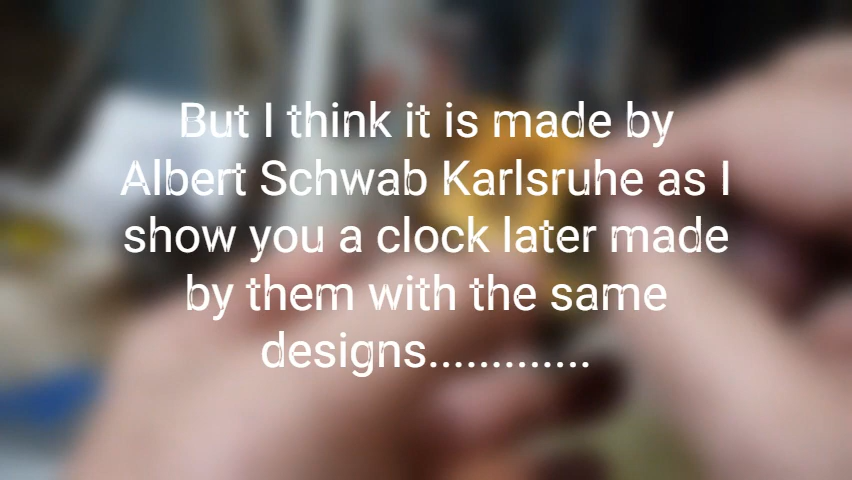 But I think it is made by
Albert Schwab Karlsruhe as I
show you a clock later made
by them with the same
designs.............